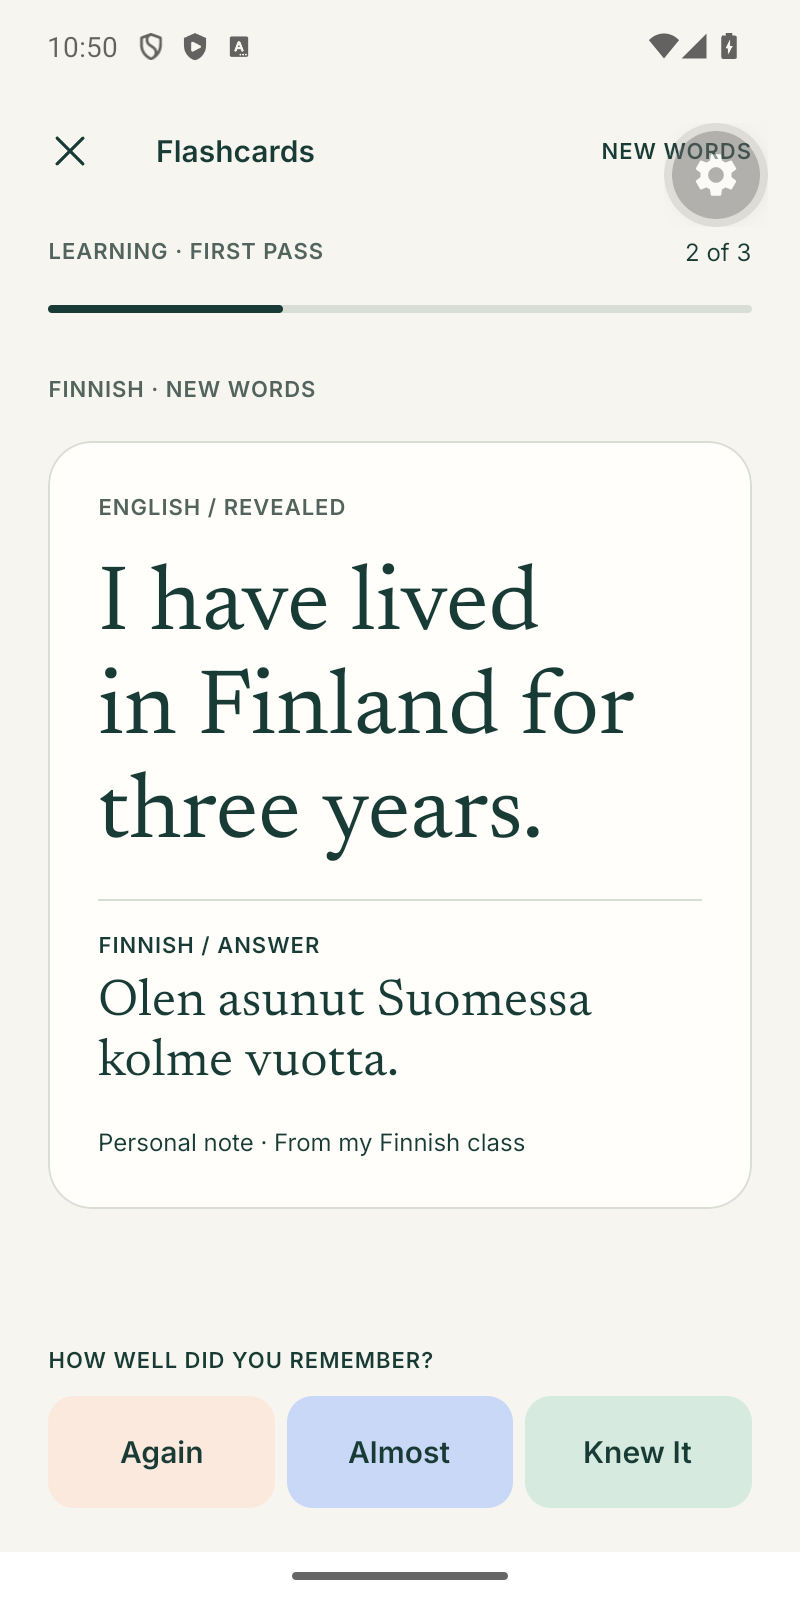 10:50
Flashcards
NEW WORDS
LEARNING · FIRST PASS
2 of 3
FINNISH · NEW WORDS
ENGLISH / REVEALED
I have lived
in Finland for
three years.
FINNISH / ANSWER
Olen asunut Suomessa
kolme vuotta.
Personal note · From my Finnish class
HOW WELL DID YOU REMEMBER?
Again
Almost
Knew It